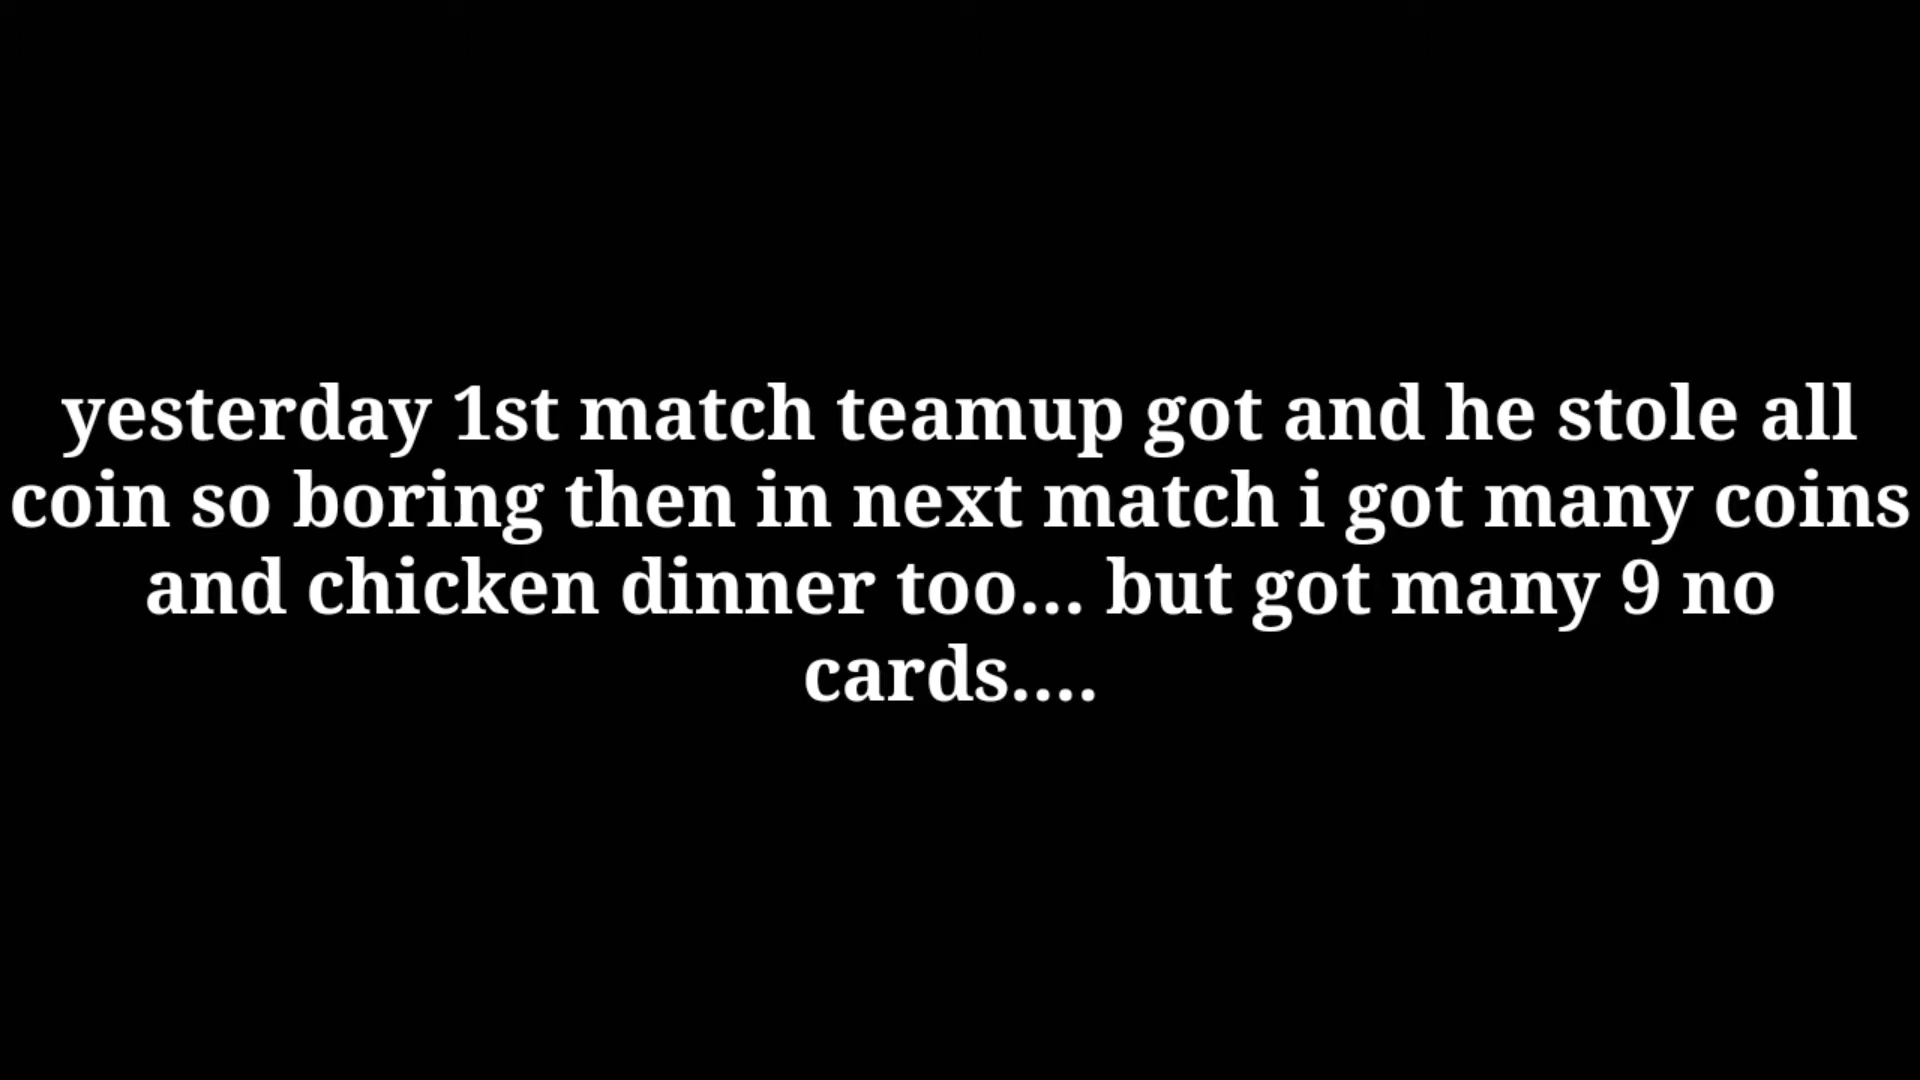 yesterday 1st match teamup got and he stole all
coin so boring then in next match i got many coins
and chicken dinner too... but got many 9 no
cards....